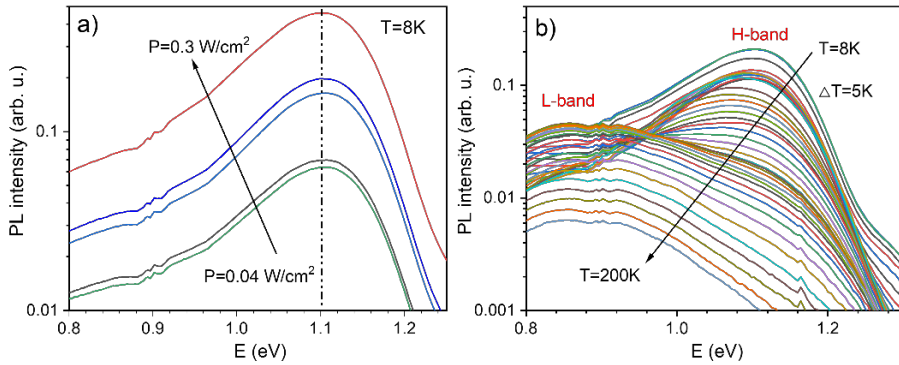 a)
T=8K
P=0.3 W/cm²
P=0.04 W/cm²
PL intensity (arb. u.)
0.1
0.01
0.8
0.9
1.0
1.1
1.2
E (eV)
b)
H-band
T=8K
△T=5K
L-band
T=200K
PL intensity (arb. u.)
0.1
0.01
0.001
0.8
1.0
1.2
E (eV)